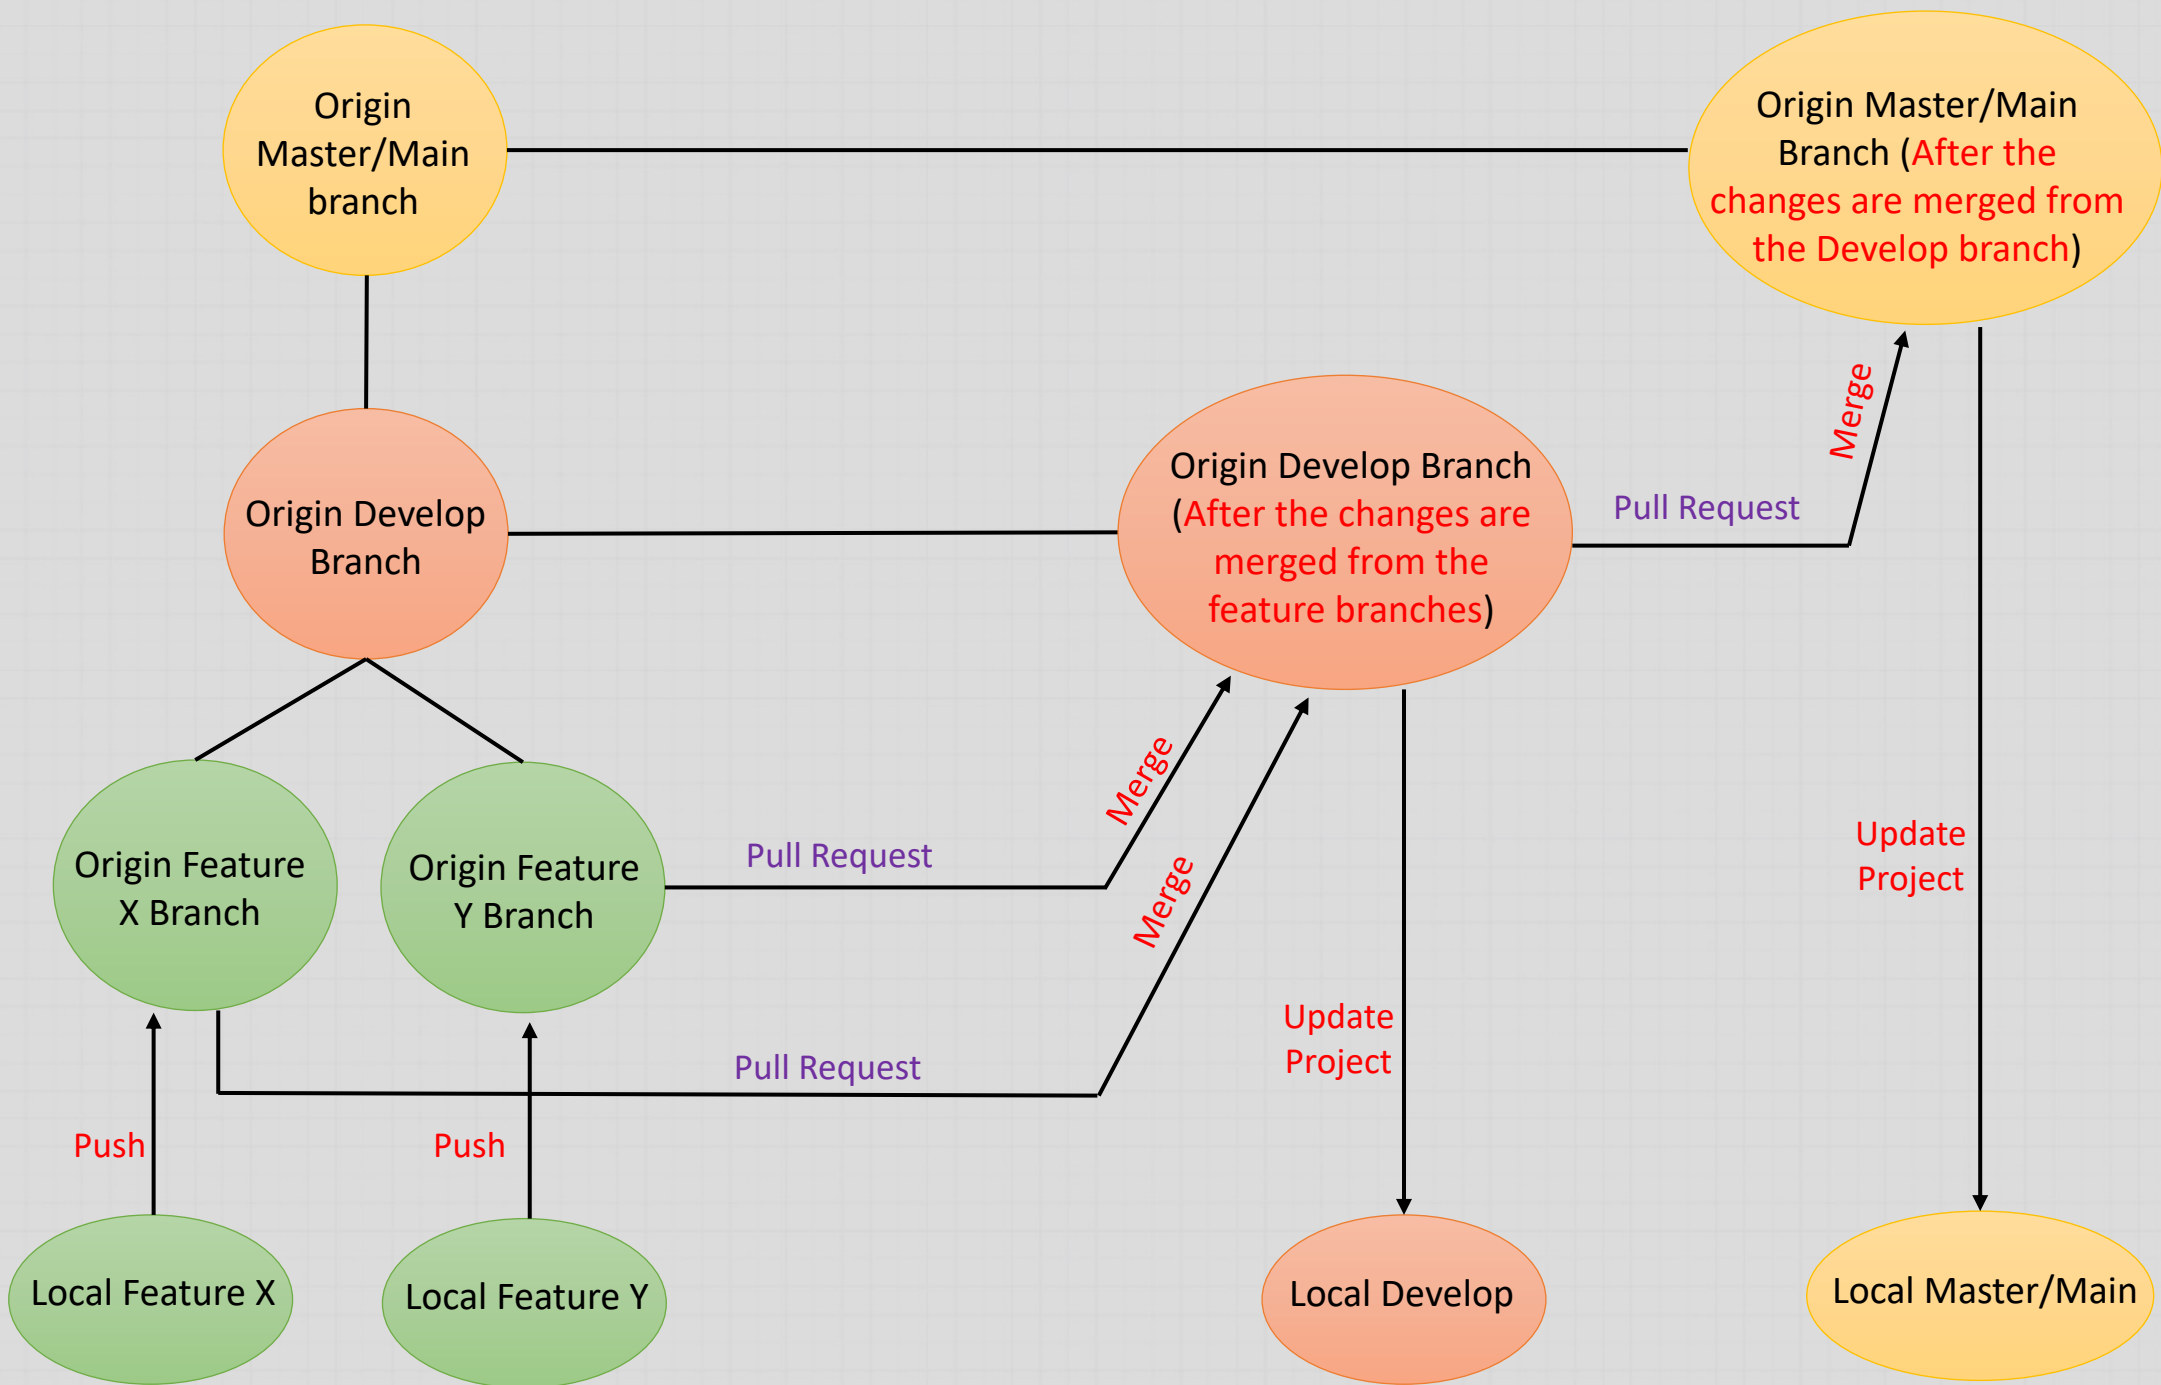 Origin
Master/Main
branch
Origin Master/Main
Branch (After the
changes are merged from
the Develop branch)
Merge
Origin Develop
Branch
Origin Develop Branch
(After the changes are
merged from the
feature branches)
Pull Request
Merge
Origin Feature
X Branch
Origin Feature
Y Branch
Pull Request
Merge
Update
Project
Pull Request
Update
Project
Push
Push
Local Feature X
Local Feature Y
Local Develop
Local Master/Main